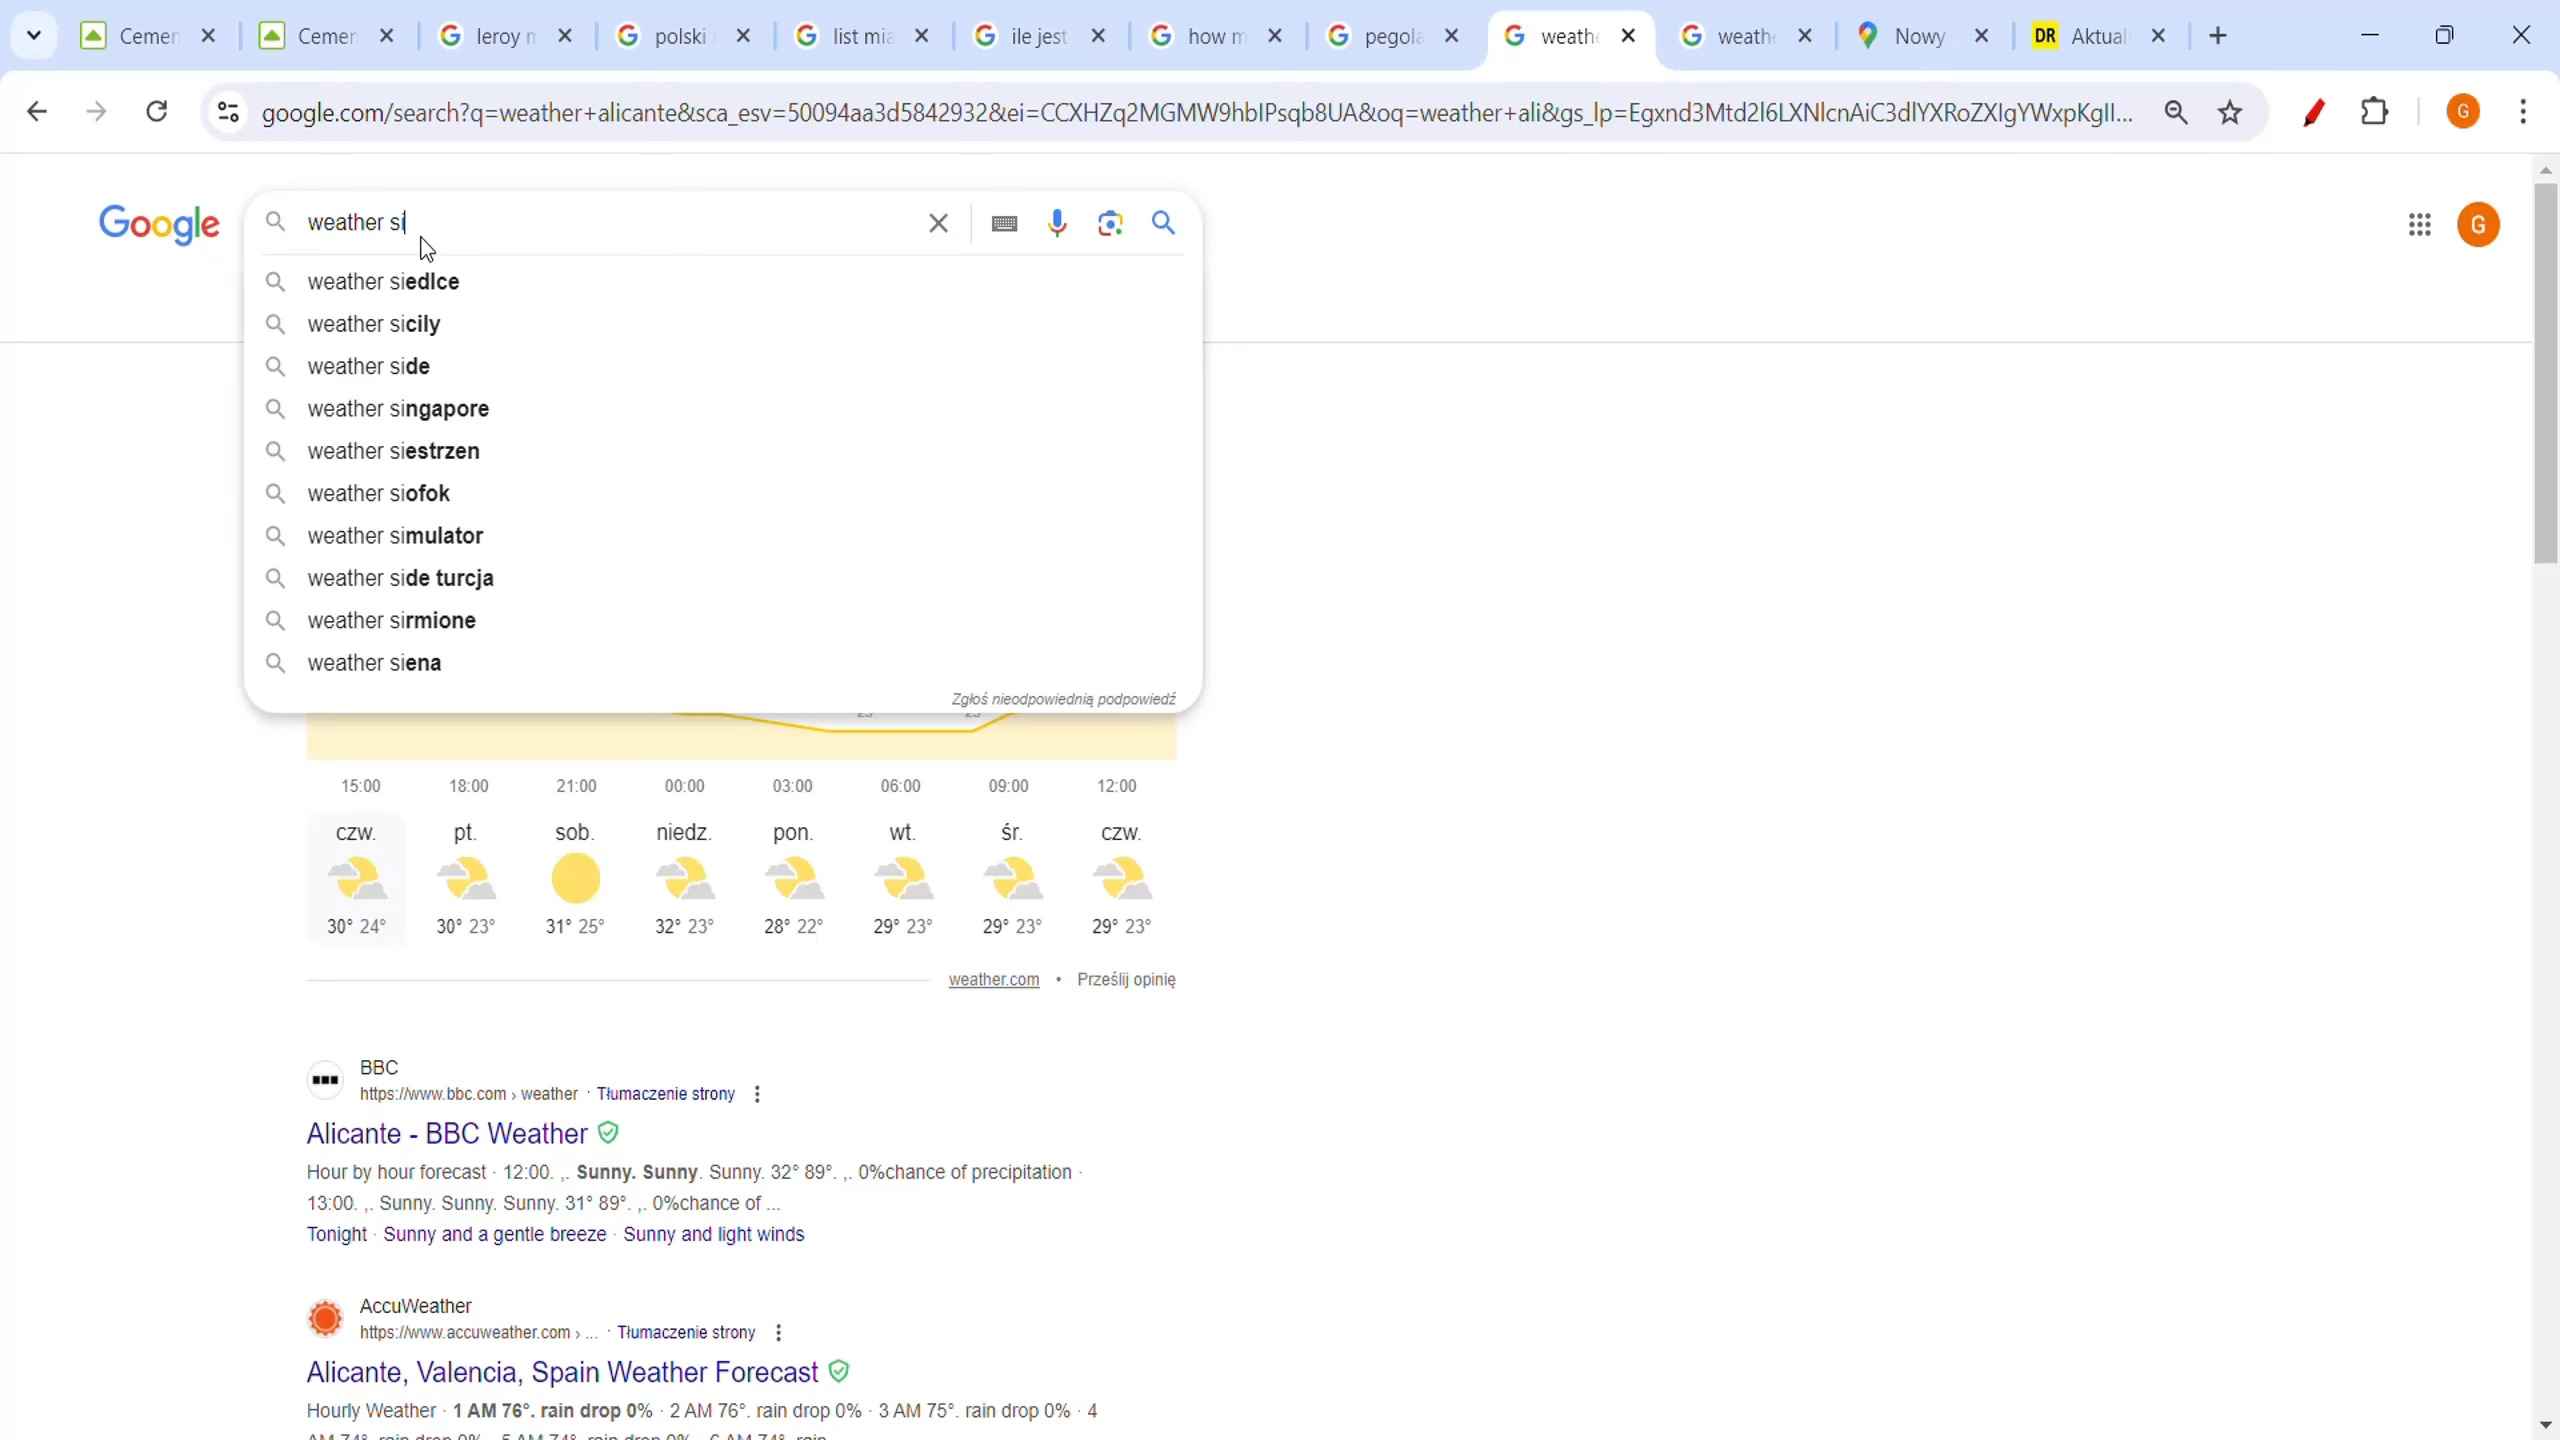 Cemen
Cemen
leroy m
polski
list mia
ile jest
how m
pegola
weathe
weathe
Nowy
DR Aktual
google.com/search?q=weather+alicante&sca_esv=50094aa3d5842932&ei=CCXHZq2MGMW9hbIPsqb8UA&oq=weather+ali&gs_lp=Egxnd3Mtd2l6LXNlcnAiC3dlYXRoZXIgYWxpKgII...
G
Google
weather si
G
weather siedlce
weather sicily
weather side
weather singapore
weather siestrzen
weather siofok
weather simulator
weather side turcja
weather sirmione
weather siena
Zgłoś nieodpowiednią podpowiedź
15:00 18:00 21:00 00:00 03:00 06:00 09:00 12:00
czw. pt. sob. niedz. pon. wt. śr. czw.
30° 24° 30° 23° 31° 25° 32° 23° 28° 22° 29° 23° 29° 23° 29° 23°
weather.com • Prześlij opinię
BBC
https://www.bbc.com › weather · Tłumaczenie strony
Alicante - BBC Weather
Hour by hour forecast · 12:00. ,. Sunny. Sunny. Sunny. 32° 89°. ,. 0%chance of precipitation ·
13:00. ,. Sunny. Sunny. Sunny. 31° 89°. ,. 0%chance of ...
Tonight · Sunny and a gentle breeze · Sunny and light winds
AccuWeather
https://www.accuweather.com › ... · Tłumaczenie strony
Alicante, Valencia, Spain Weather Forecast
Hourly Weather · 1 AM 76°. rain drop 0% · 2 AM 76°. rain drop 0% · 3 AM 75°. rain drop 0% · 4